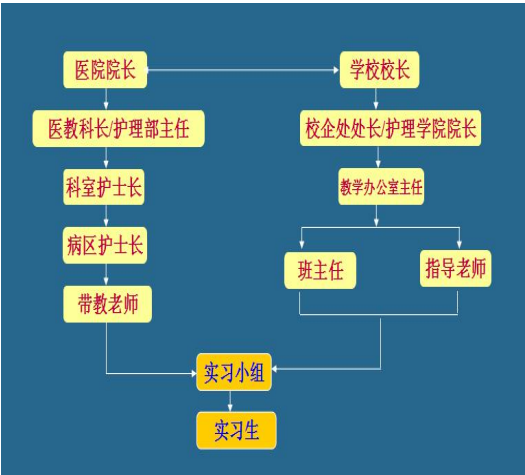 医院院长
学校校长
医教科长/护理部主任
校企处处长/护理学院院长
科室护士长
教学办公室主任
病区护士长
班主任
指导老师
带教老师
实习小组
实习生